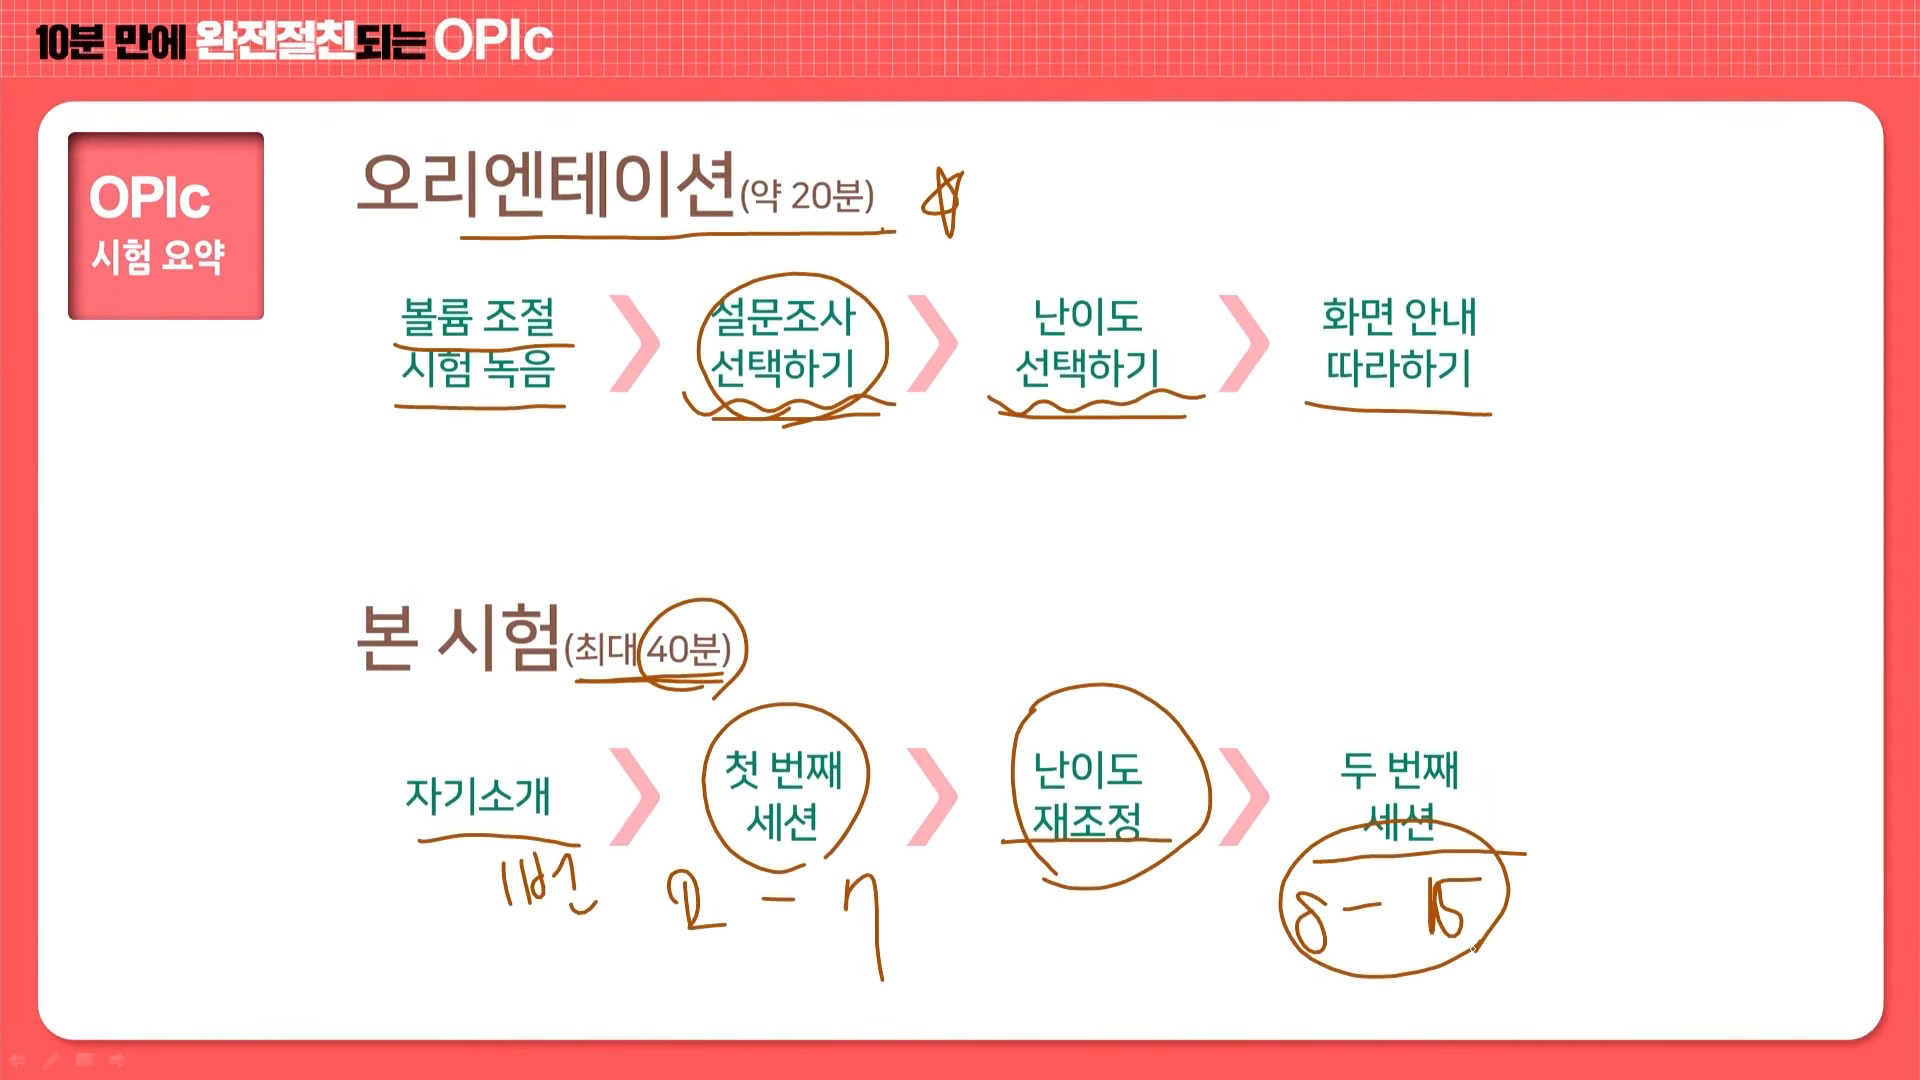 10분 만에 완전절친되는 OPIc
OPIc
시험 요약
오리엔테이션(약 20분)
볼륨 조절
시험 녹음
설문조사
선택하기
난이도
선택하기
화면 안내
따라하기
본 시험(최대 40분)
자기소개
첫 번째
세션
난이도
재조정
두 번째
세션
1번
2 - 7
8 - 15